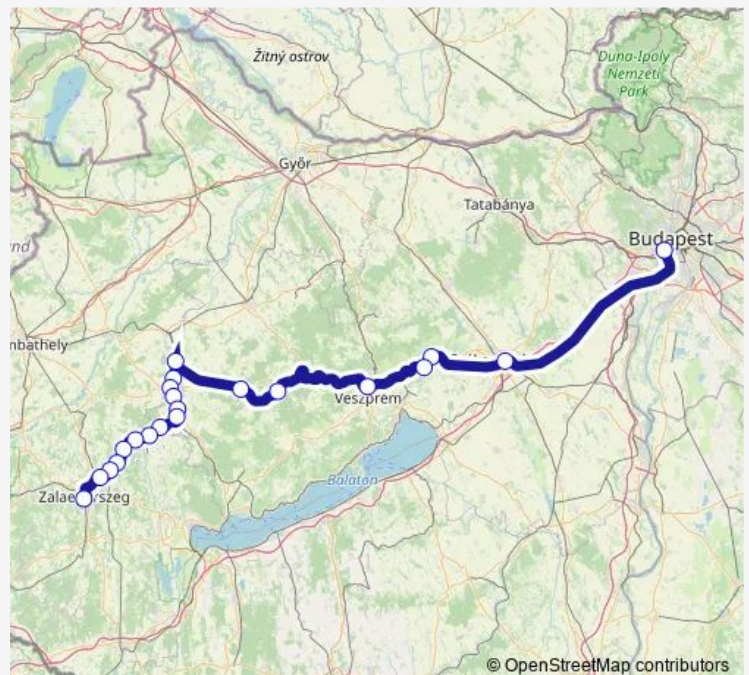 Žitný ostrov
Duna-Ipoly
Nemzeti
Park
Győr
Tatabánya
Budapest
Veszprém
Balaton
© OpenStreetMap contributors